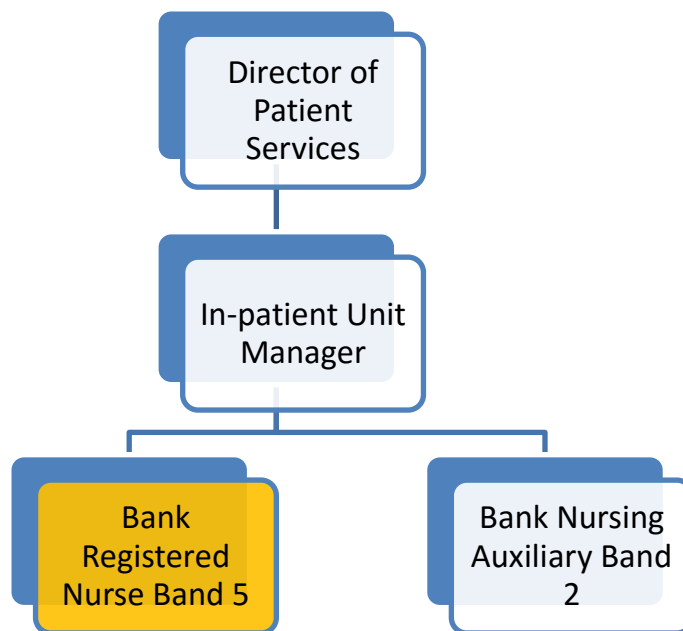 Director of
Patient
Services
In-patient Unit
Manager
Bank
Registered
Nurse Band 5
Bank Nursing
Auxiliary Band
2